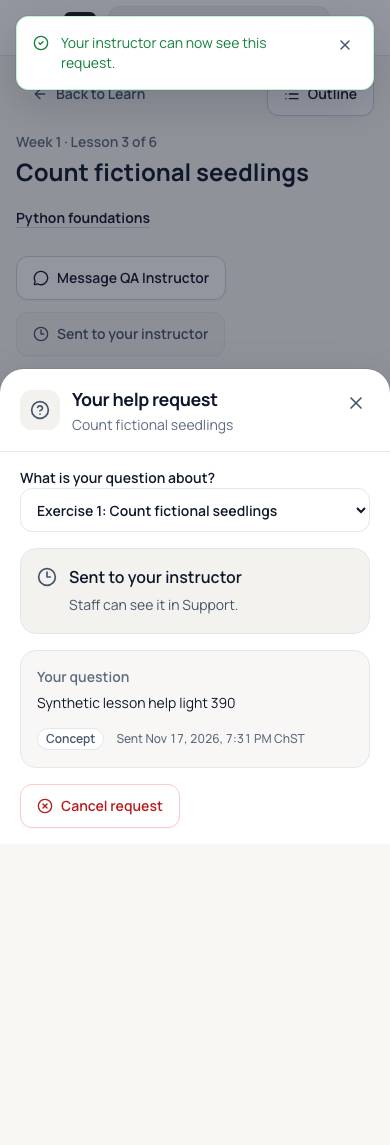 Your instructor can now see this
request.
Back to Learn
Outline
Week 1 · Lesson 3 of 6
Count fictional seedlings
Python foundations
Message QA Instructor
Sent to your instructor
Your help request
Count fictional seedlings
What is your question about?
Exercise 1: Count fictional seedlings
Sent to your instructor
Staff can see it in Support.
Your question
Synthetic lesson help light 390
Concept Sent Nov 17, 2026, 7:31 PM ChST
Cancel request